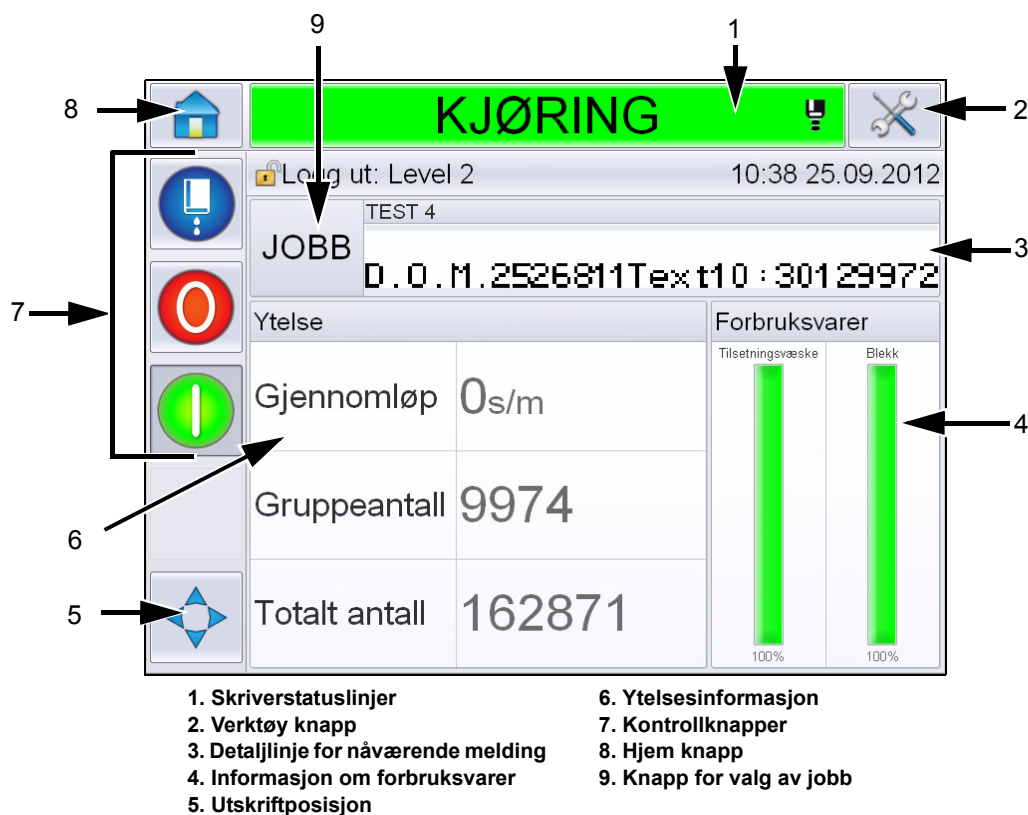 9
1
8
KJØRING
2
Logg ut: Level 2
10:38 25.09.2012
TEST 4
JOBB
D.O.M.2526811Text10:30129972
3
7
Ytelse
Forbruksvarer
Tilsetningsvæske
Blekk
Gjennomløp
0s/m
4
Gruppeantall
9974
6
Totalt antall
162871
5
100%
100%
1. Skriverstatuslinjer
2. Verktøy knapp
3. Detaljlinje for nåværende melding
4. Informasjon om forbruksvarer
5. Utskriftposisjon
6. Ytelsesinformasjon
7. Kontrollknapper
8. Hjem knapp
9. Knapp for valg av jobb